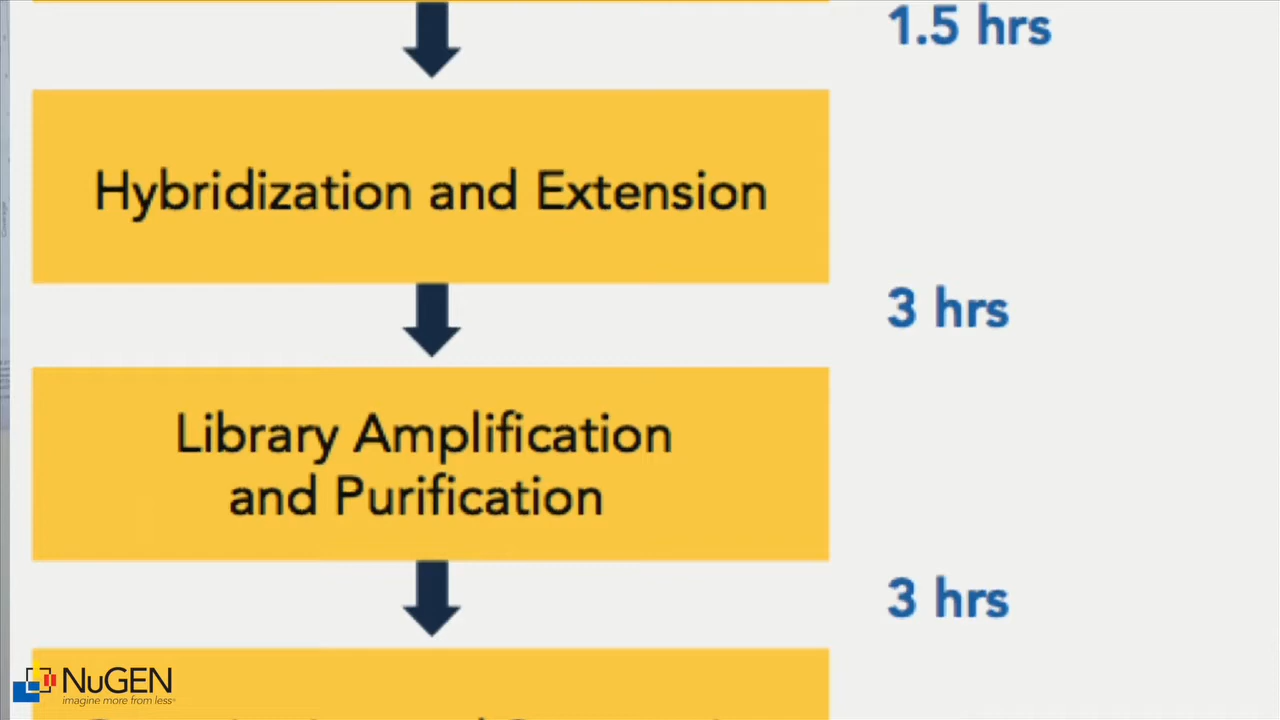 1.5 hrs
Hybridization and Extension
3 hrs
Library Amplification
and Purification
3 hrs
NuGEN
imagine more from less